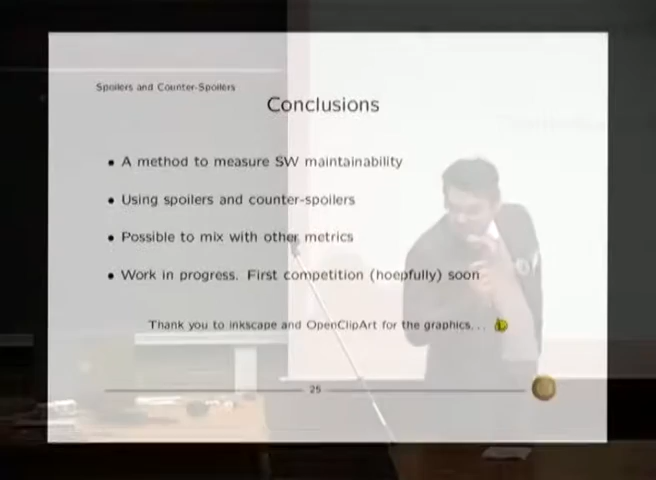 Spoilers and Counter-Spoilers
Conclusions
• A method to measure SW maintainability
• Using spoilers and counter-spoilers
• Possible to mix with other metrics
• Work in progress. First competition (hoepfully) soon
Thank you to inkscape and OpenClipArt for the graphics...
25